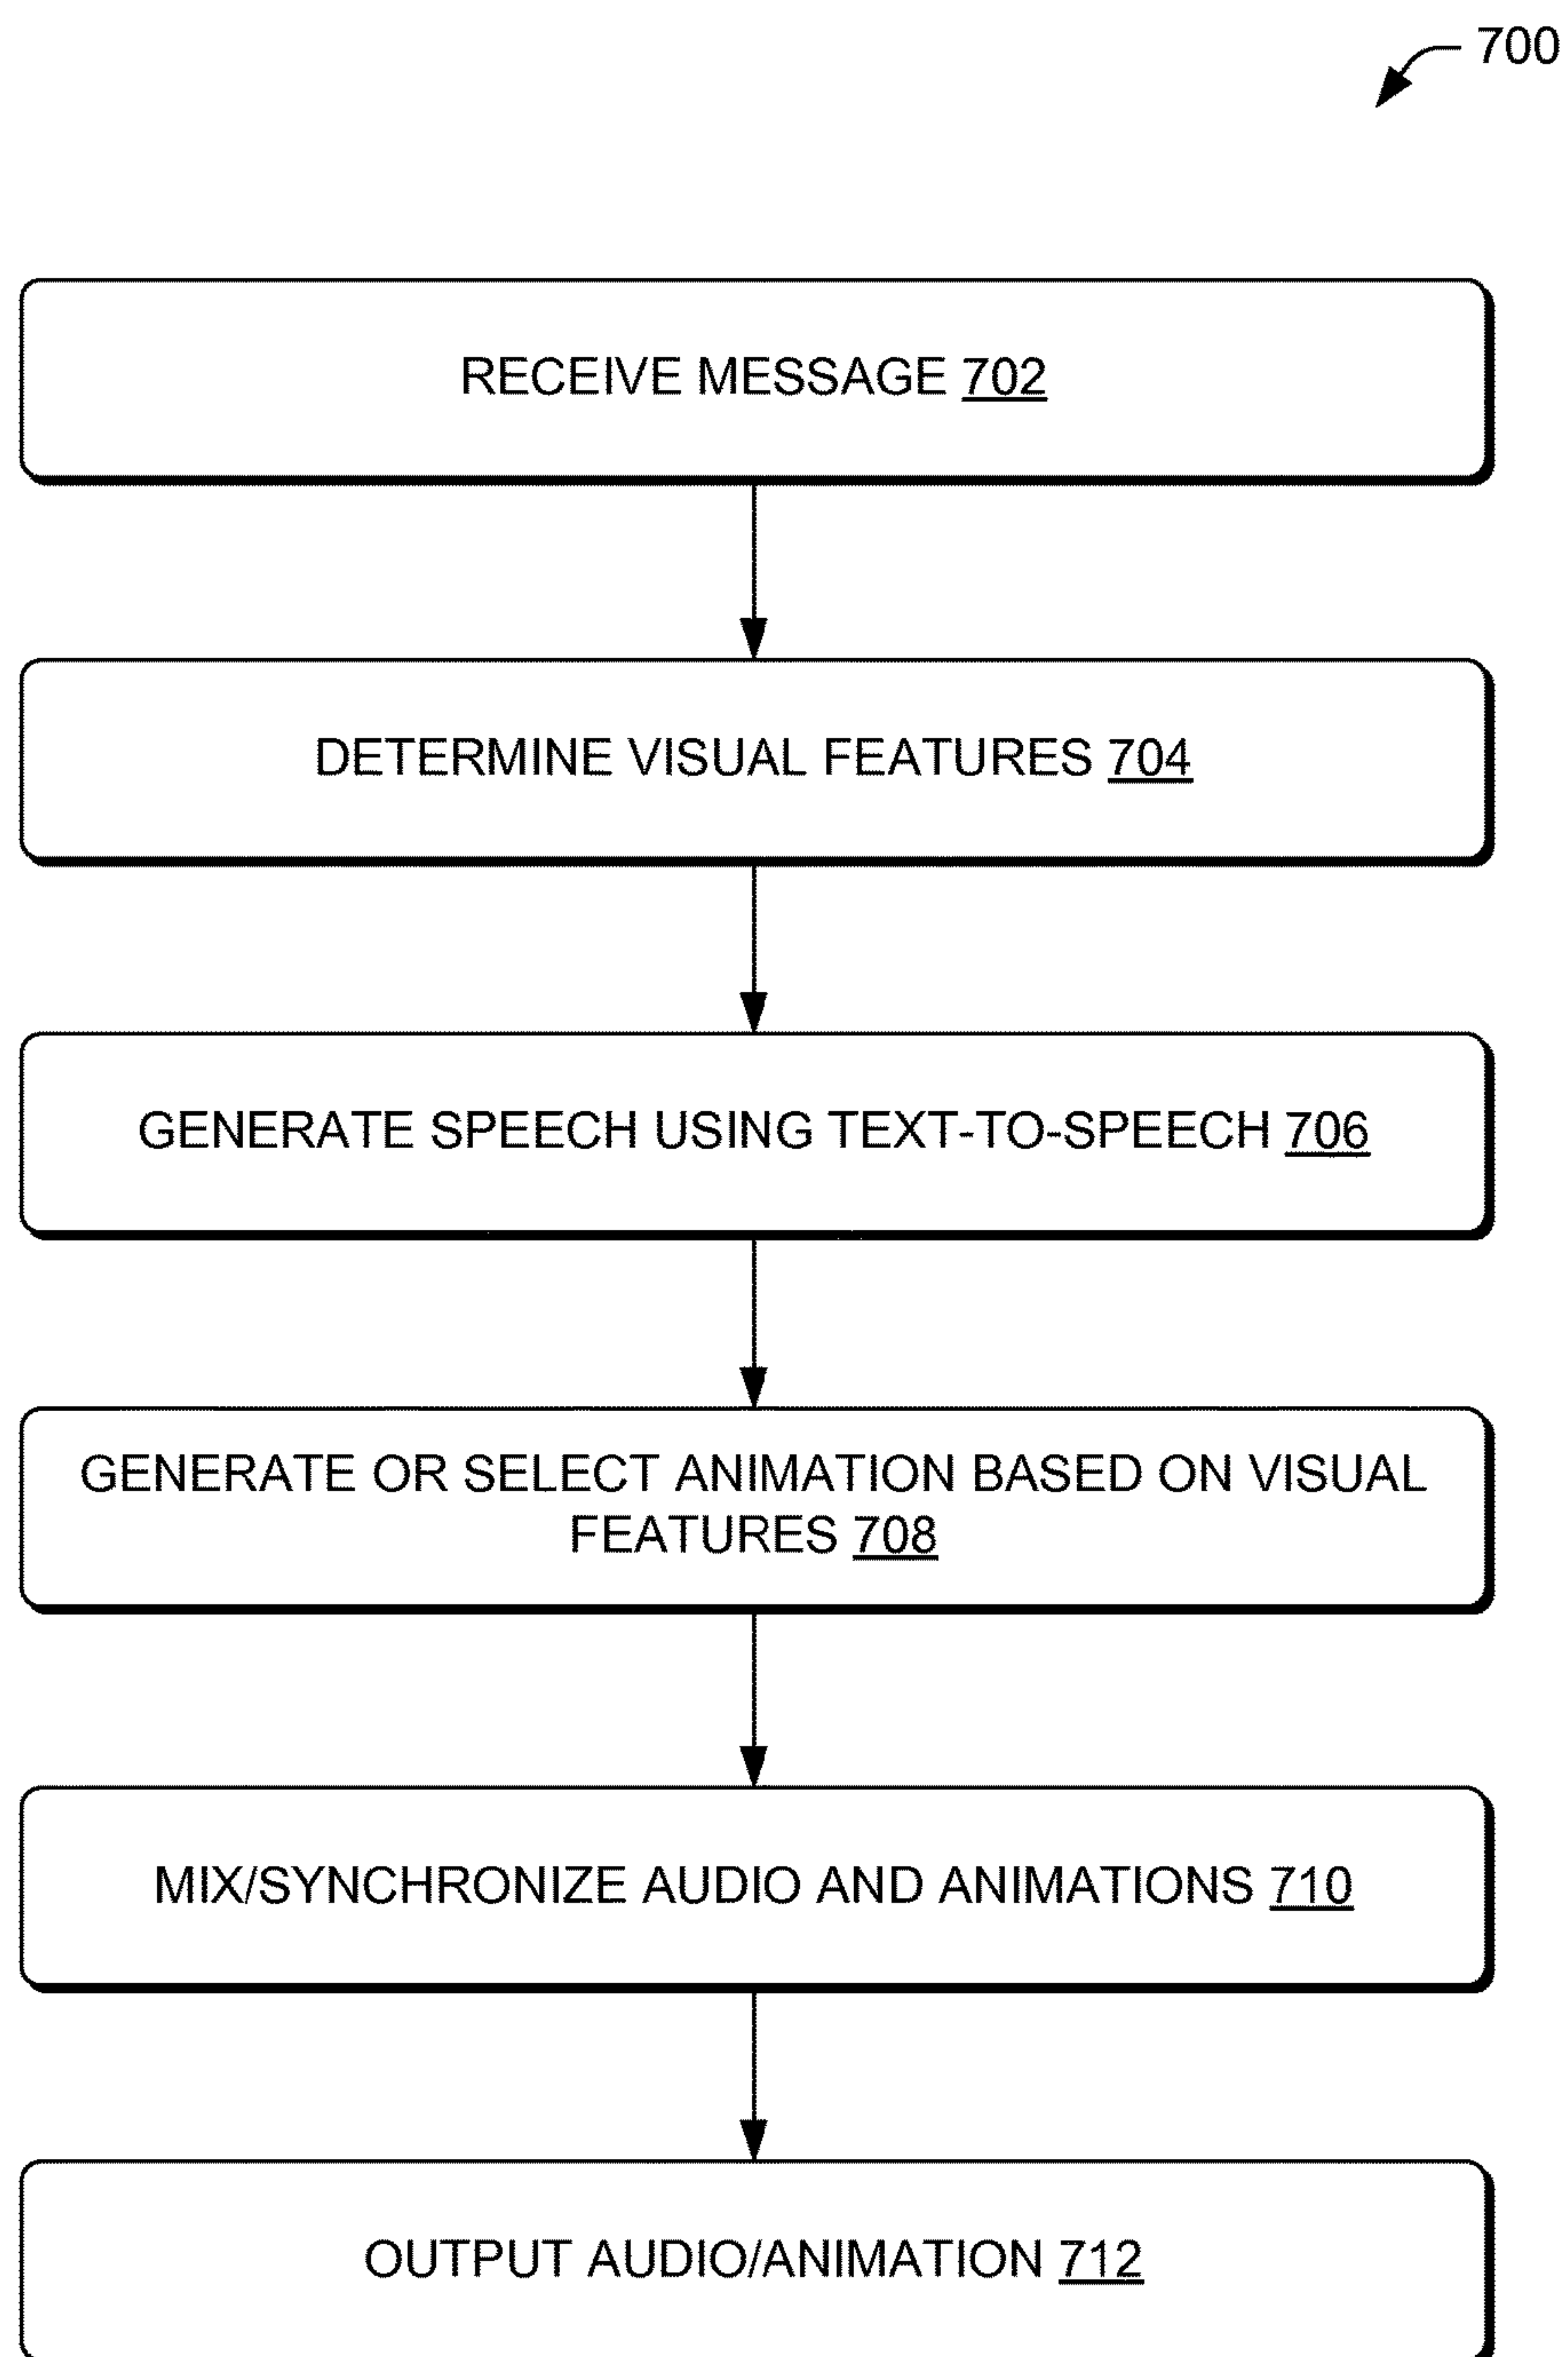 700
RECEIVE MESSAGE 702
DETERMINE VISUAL FEATURES 704
GENERATE SPEECH USING TEXT-TO-SPEECH 706
GENERATE OR SELECT ANIMATION BASED ON VISUAL
FEATURES 708
MIX/SYNCHRONIZE AUDIO AND ANIMATIONS 710
OUTPUT AUDIO/ANIMATION 712